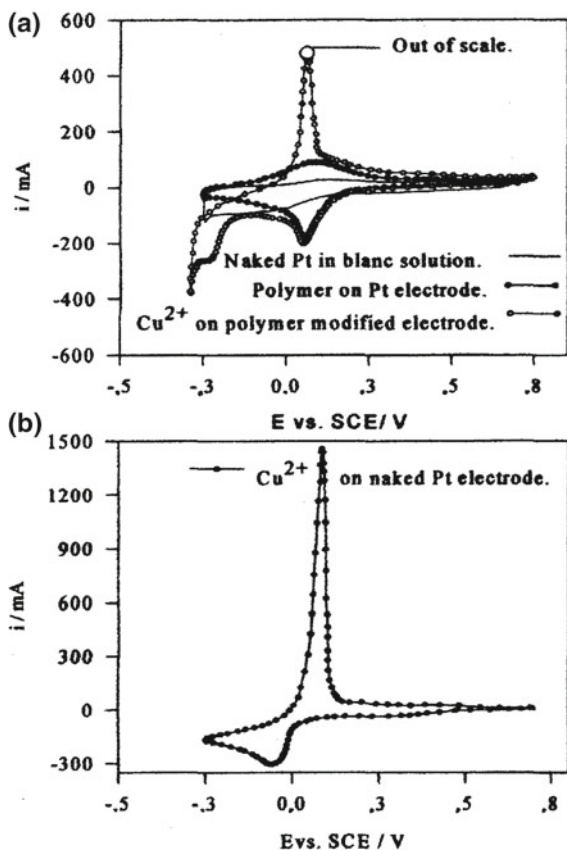 (a)
600
400
200
0
-200
-400
-600
i / mA
Out of scale.
Naked Pt in blanc solution.
Polymer on Pt electrode.
Cu2+ on polymer modified electrode.
-.5 -.3 0.0 .3 .5 .8
E vs. SCE/ V
(b)
1500
1200
900
600
300
0
-300
i / mA
Cu2+ on naked Pt electrode.
-.5 -.3 0,0 .3 .5 .8
Evs. SCE / V